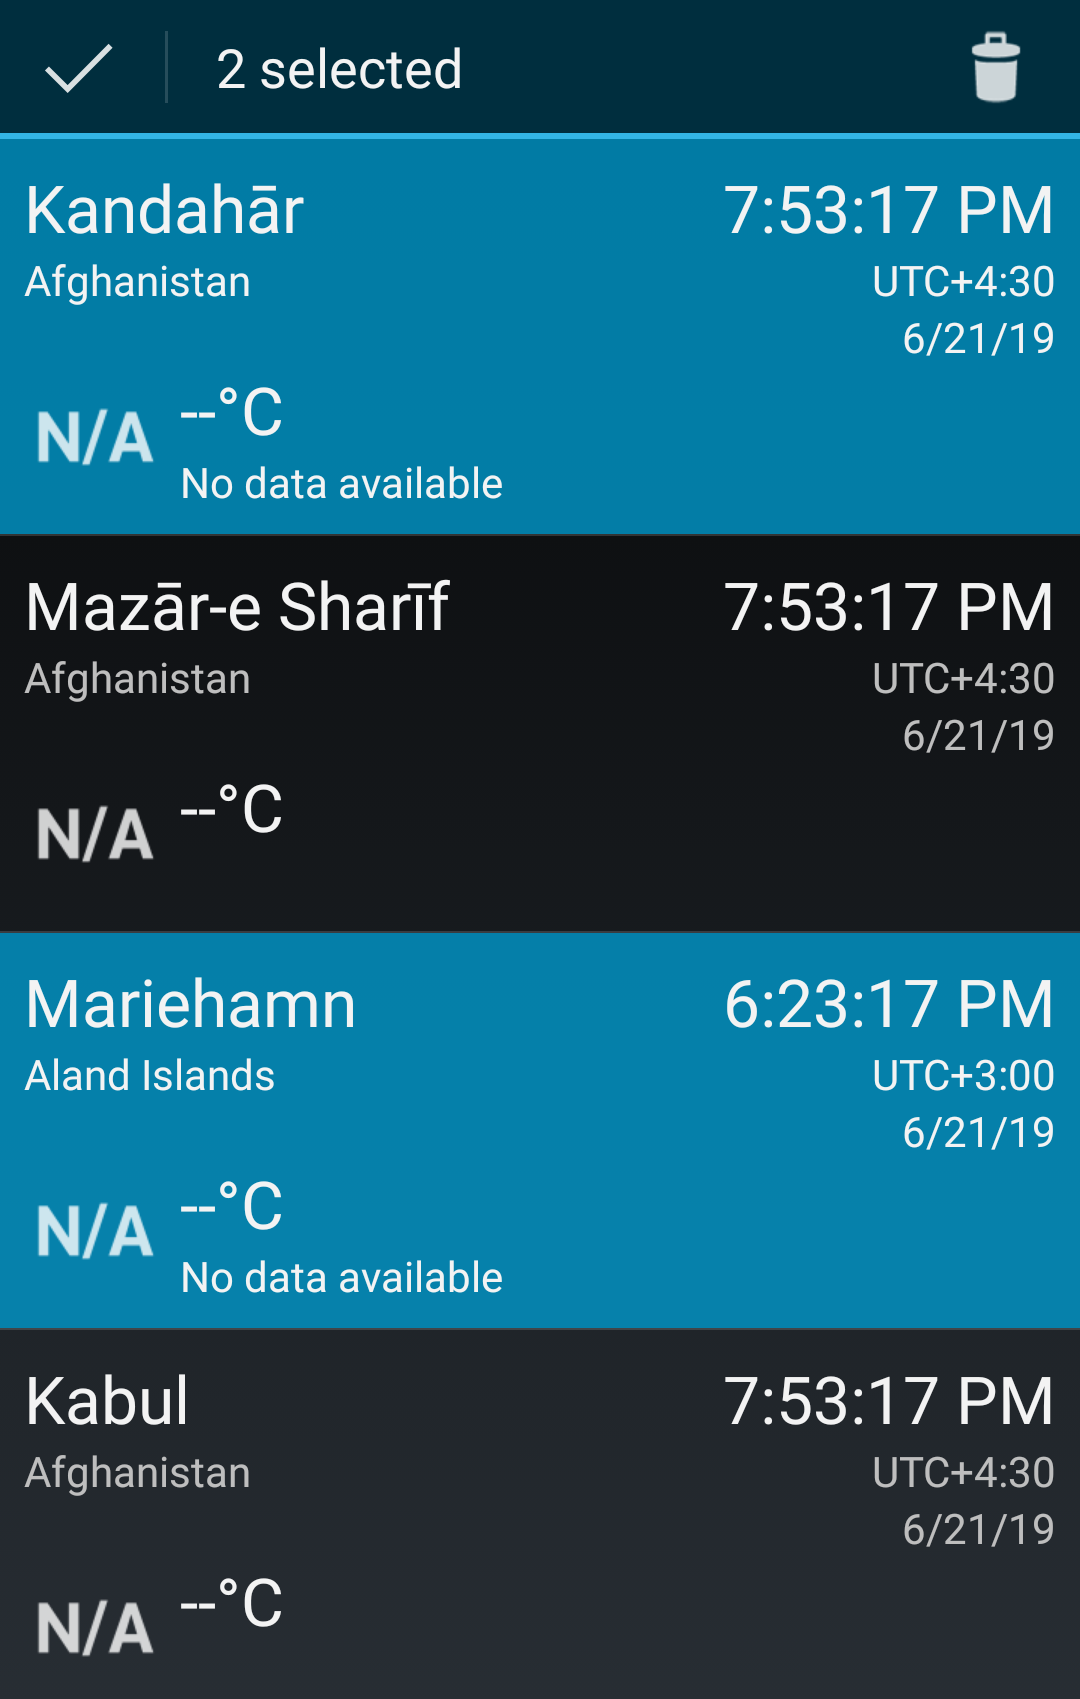 2 selected
Kandahār 7:53:17 PM
Afghanistan UTC+4:30
6/21/19
N/A --°C
No data available
Mazār-e Sharīf 7:53:17 PM
Afghanistan UTC+4:30
6/21/19
N/A --°C
Mariehamn 6:23:17 PM
Aland Islands UTC+3:00
6/21/19
N/A --°C
No data available
Kabul 7:53:17 PM
Afghanistan UTC+4:30
6/21/19
N/A --°C